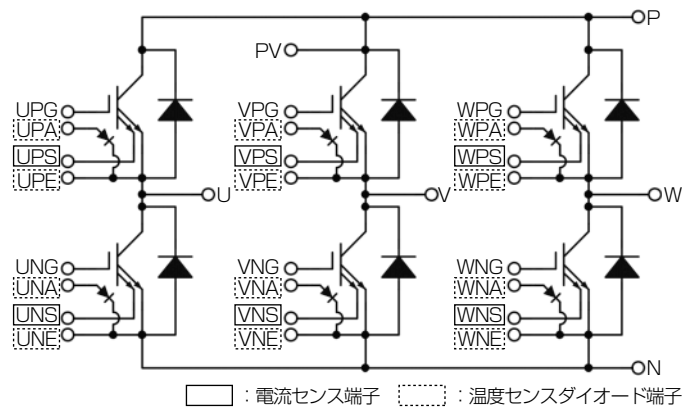 P
PV
UPG
VPG
WPG
UPA
VPA
WPA
UPS
VPS
WPS
UPE
VPE
WPE
U
V
W
UNG
VNG
WNG
UNA
VNA
WNA
UNS
VNS
WNS
UNE
VNE
WNE
N
：電流センス端子 ：温度センスダイオード端子